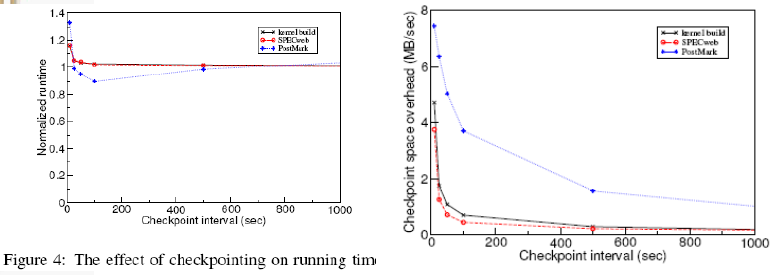 1.4
1.2
1
0.8
0.6
0.4
0.2
0
Normalized runtime
kernel build
SPECweb
PostMark
0 200 400 600 800 1000
Checkpoint interval (sec)
Figure 4: The effect of checkpointing on running time
8
6
4
2
0
Checkpoint space overhead (MB/sec)
kernel build
SPECweb
PostMark
0 200 400 600 800 1000
Checkpoint interval (sec)